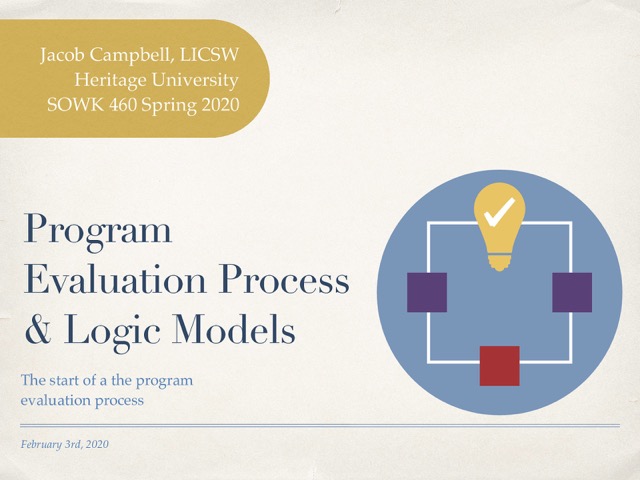 Jacob Campbell, LICSW
Heritage University
SOWK 460 Spring 2020
Program
Evaluation Process
& Logic Models
The start of a the program
evaluation process
February 3rd, 2020